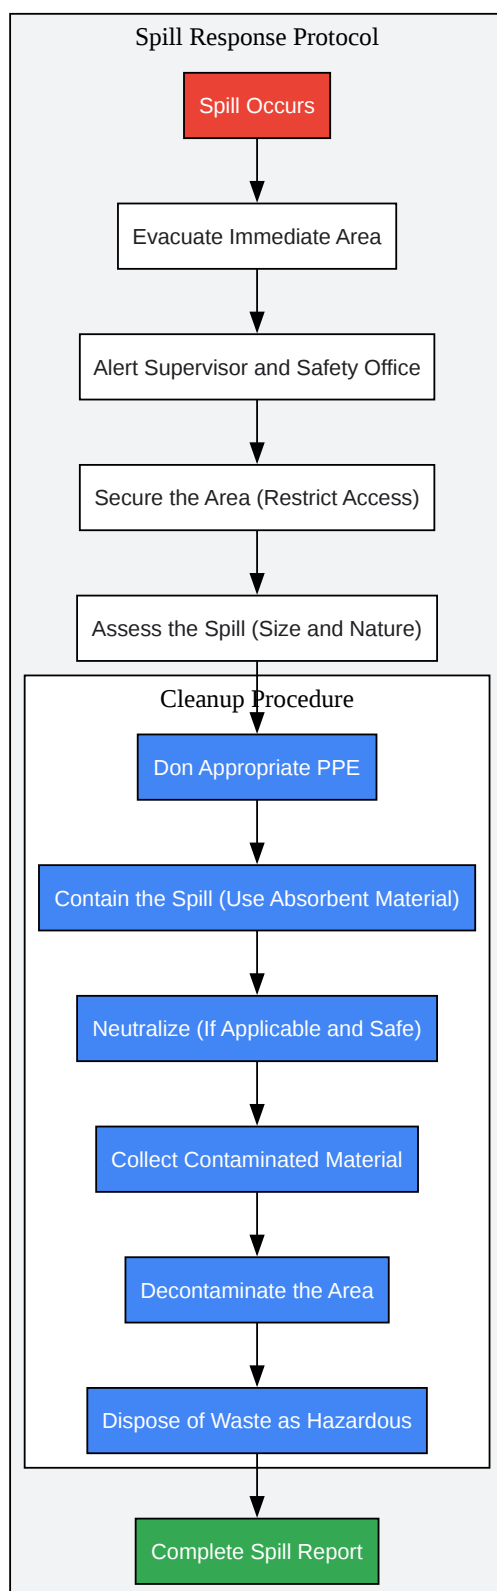 Spill Response Protocol
Spill Occurs
Evacuate Immediate Area
Alert Supervisor and Safety Office
Secure the Area (Restrict Access)
Assess the Spill (Size and Nature)
Cleanup Procedure
Don Appropriate PPE
Contain the Spill (Use Absorbent Material)
Neutralize (If Applicable and Safe)
Collect Contaminated Material
Decontaminate the Area
Dispose of Waste as Hazardous
Complete Spill Report